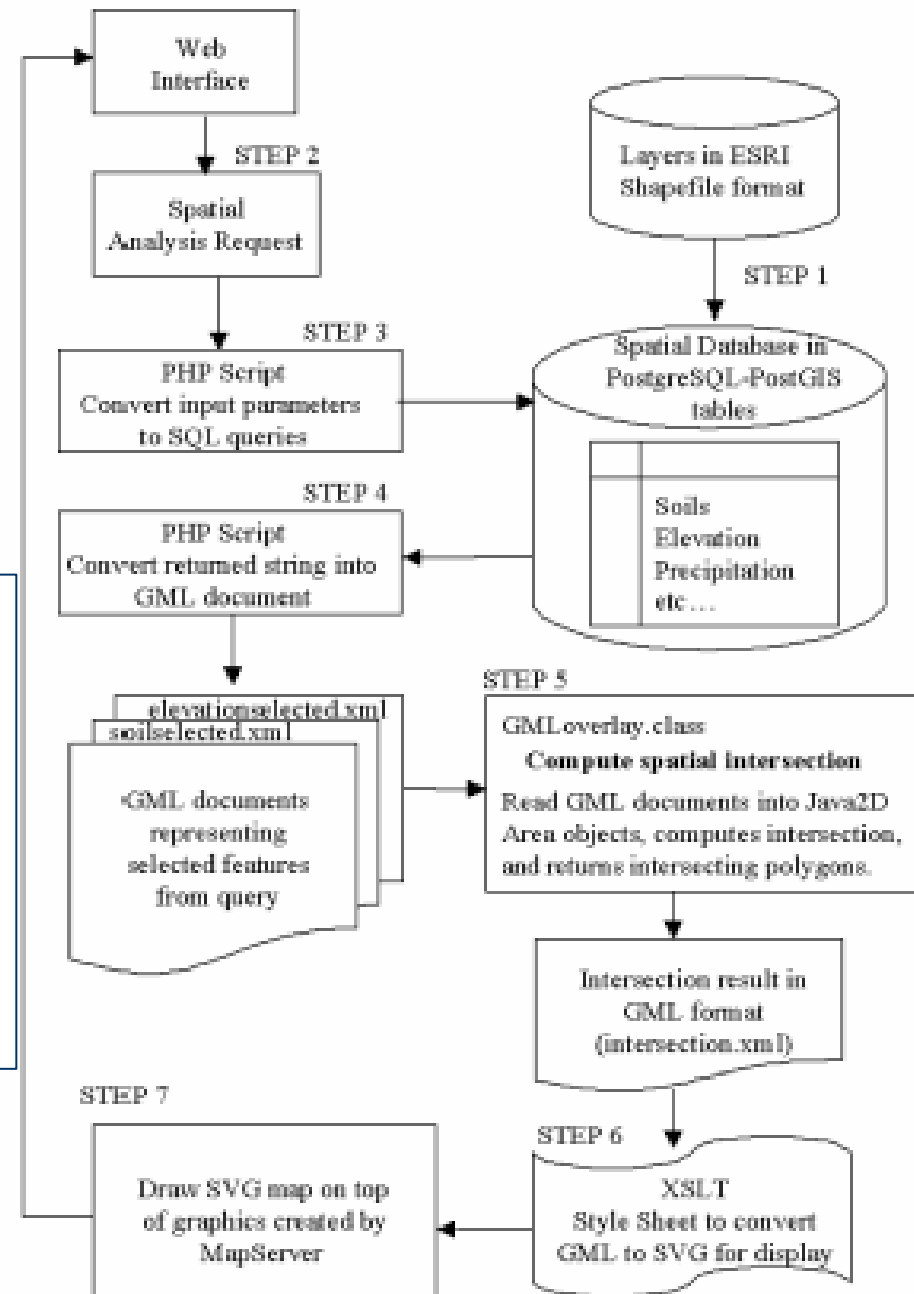 Web
Interface
STEP 2
Spatial
Analysis Request
Layers in ESRI
Shapefile format
STEP 1
STEP 3
PHP Script
Convert input parameters
to SQL queries
Spatial Database in
PostgreSQL-PostGIS
tables
Soils
Elevation
Precipitation
etc ...
STEP 4
PHP Script
Convert returned string into
GML document
elevationselected.xml
soilselected.xml
GML documents
representing
selected features
from query
STEP 5
GMLoverlay.class
Compute spatial intersection
Read GML documents into Java2D
Area objects, computes intersection,
and returns intersecting polygons.
Intersection result in
GML format
(intersection.xml)
STEP 6
XSLT
Style Sheet to convert
GML to SVG for display
STEP 7
Draw SVG map on top
of graphics created by
MapServer